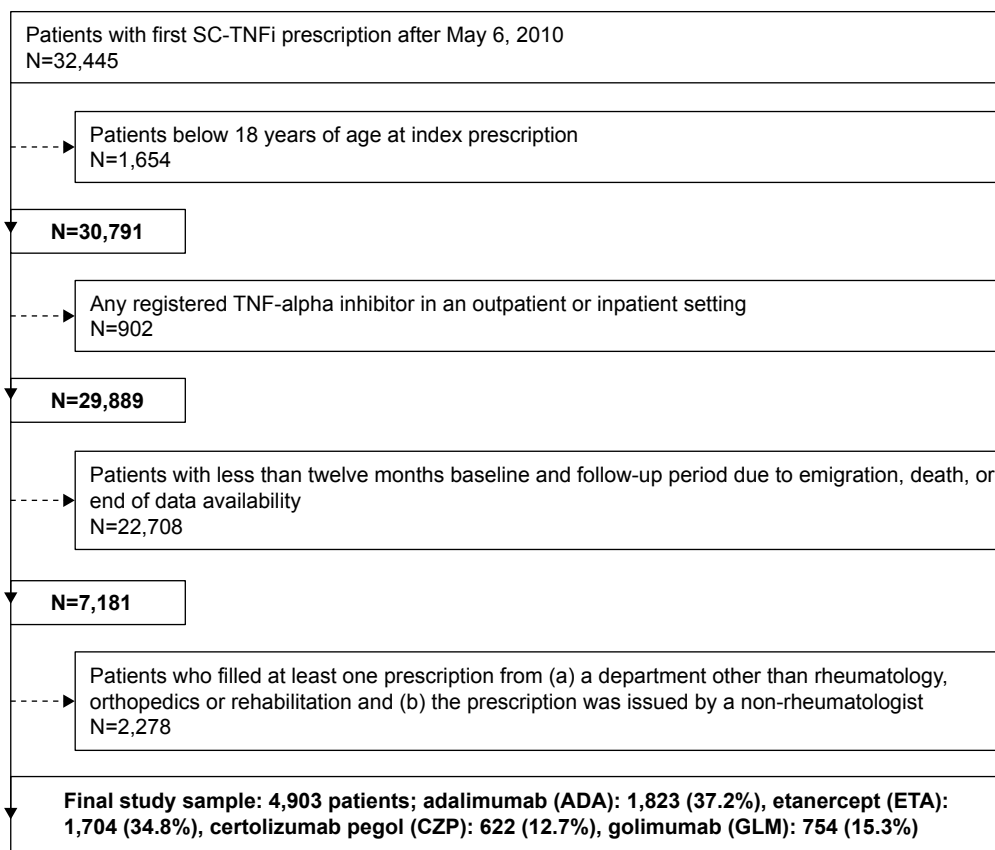 Patients with first SC-TNFi prescription after May 6, 2010
N=32,445
Patients below 18 years of age at index prescription
N=1,654
N=30,791
Any registered TNF-alpha inhibitor in an outpatient or inpatient setting
N=902
N=29,889
Patients with less than twelve months baseline and follow-up period due to emigration, death, or
end of data availability
N=22,708
N=7,181
Patients who filled at least one prescription from (a) a department other than rheumatology,
orthopedics or rehabilitation and (b) the prescription was issued by a non-rheumatologist
N=2,278
Final study sample: 4,903 patients; adalimumab (ADA): 1,823 (37.2%), etanercept (ETA):
1,704 (34.8%), certolizumab pegol (CZP): 622 (12.7%), golimumab (GLM): 754 (15.3%)